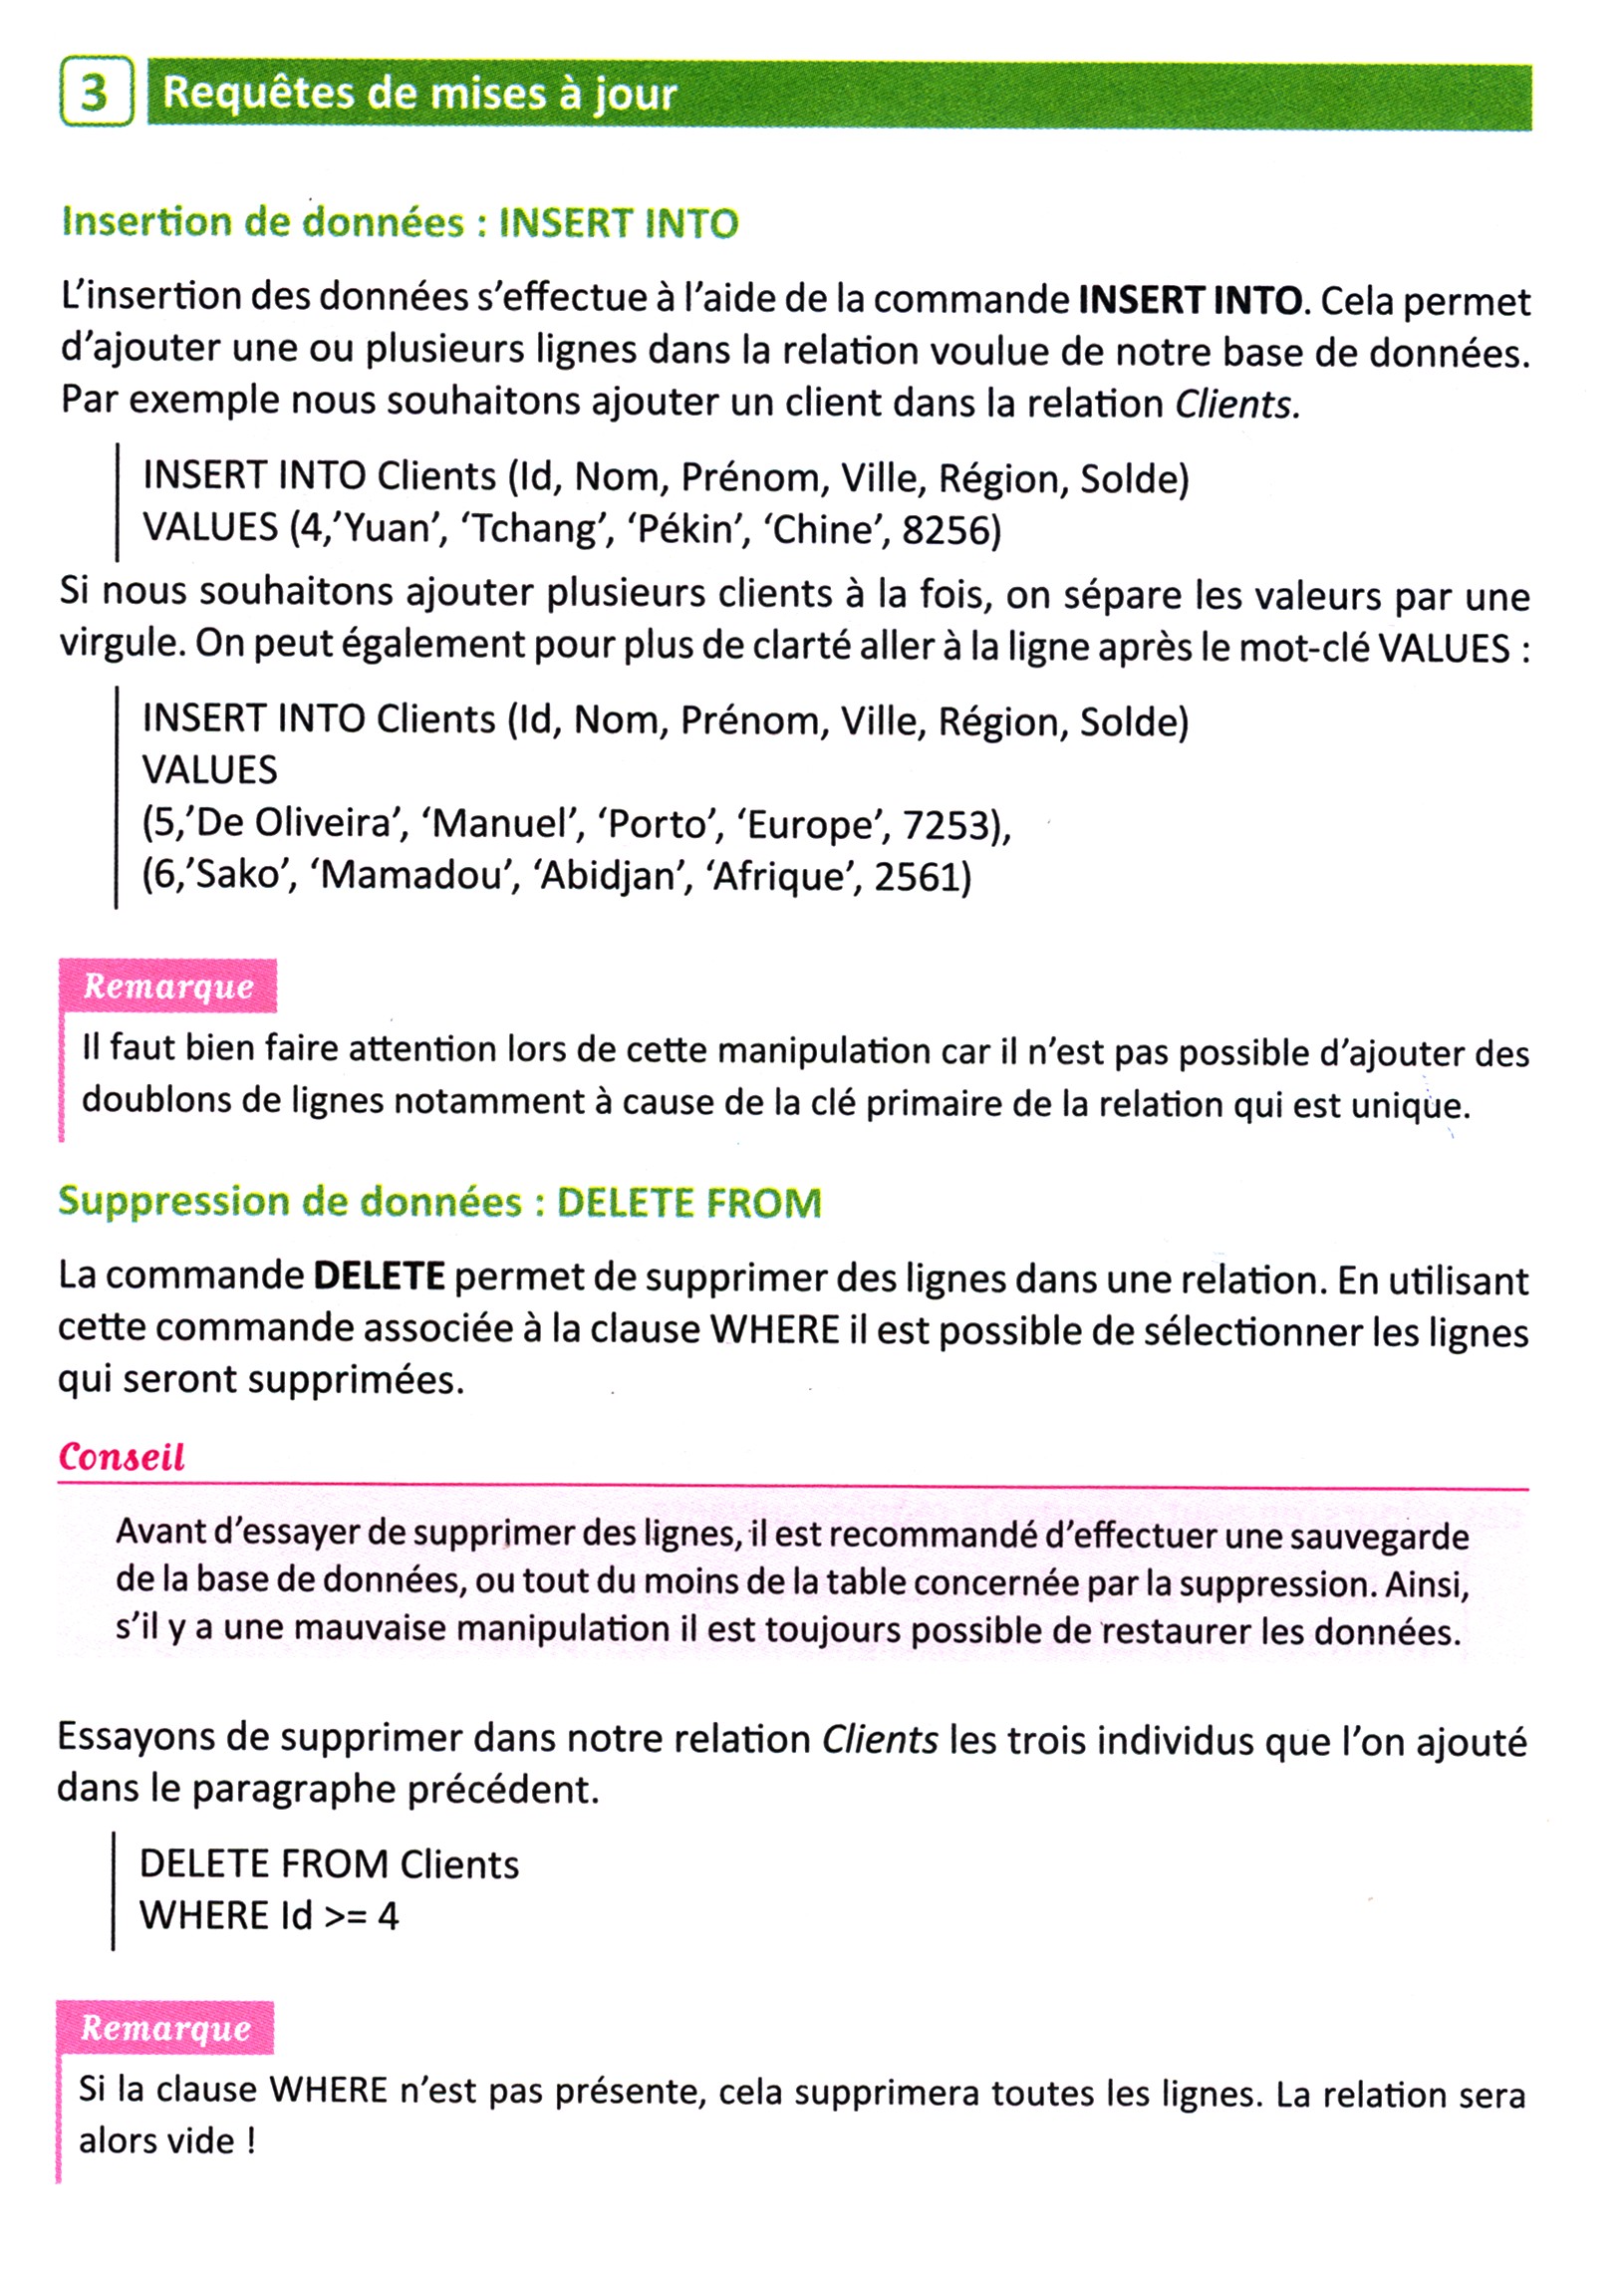 3 Requêtes de mises à jour
Insertion de données : INSERT INTO
L’insertion des données s’effectue à l’aide de la commande INSERT INTO. Cela permet
d’ajouter une ou plusieurs lignes dans la relation voulue de notre base de données.
Par exemple nous souhaitons ajouter un client dans la relation Clients.
INSERT INTO Clients (Id, Nom, Prénom, Ville, Région, Solde)
VALUES (4,’Yuan’, ‘Tchang’, ‘Pékin’, ‘Chine’, 8256)
Si nous souhaitons ajouter plusieurs clients à la fois, on sépare les valeurs par une
virgule. On peut également pour plus de clarté aller à la ligne après le mot-clé VALUES :
INSERT INTO Clients (Id, Nom, Prénom, Ville, Région, Solde)
VALUES
(5,’De Oliveira’, ‘Manuel’, ‘Porto’, ‘Europe’, 7253),
(6,’Sako’, ‘Mamadou’, ‘Abidjan’, ‘Afrique’, 2561)
Remarque
Il faut bien faire attention lors de cette manipulation car il n’est pas possible d’ajouter des
doublons de lignes notamment à cause de la clé primaire de la relation qui est unique.
Suppression de données : DELETE FROM
La commande DELETE permet de supprimer des lignes dans une relation. En utilisant
cette commande associée à la clause WHERE il est possible de sélectionner les lignes
qui seront supprimées.
Conseil
Avant d’essayer de supprimer des lignes, il est recommandé d’effectuer une sauvegarde
de la base de données, ou tout du moins de la table concernée par la suppression. Ainsi,
s’il y a une mauvaise manipulation il est toujours possible de restaurer les données.
Essayons de supprimer dans notre relation Clients les trois individus que l’on ajouté
dans le paragraphe précédent.
DELETE FROM Clients
WHERE Id >= 4
Remarque
Si la clause WHERE n’est pas présente, cela supprimera toutes les lignes. La relation sera
alors vide !